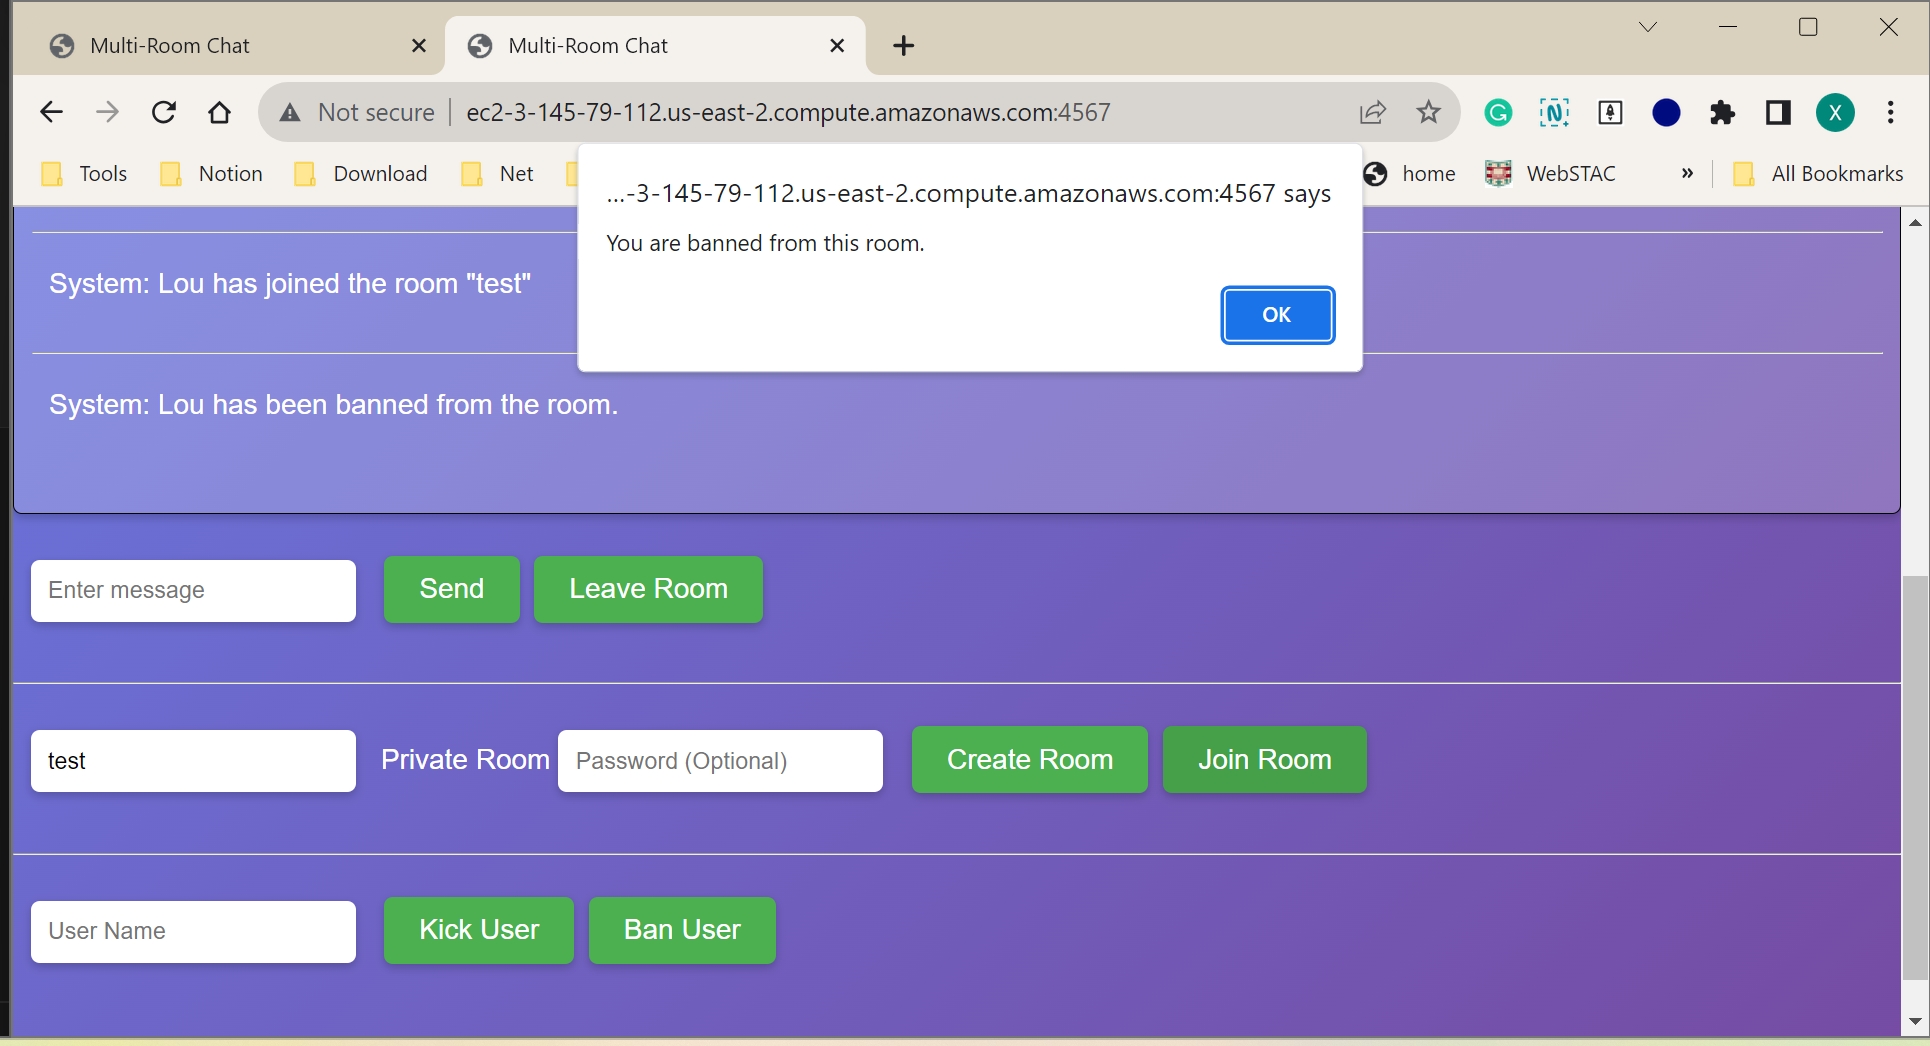 Multi-Room Chat
Multi-Room Chat
Not secure ec2-3-145-79-112.us-east-2.compute.amazonaws.com:4567
X
Tools Notion Download Net home WebSTAC » All Bookmarks
...-3-145-79-112.us-east-2.compute.amazonaws.com:4567 says
You are banned from this room.
OK
System: Lou has joined the room "test"
System: Lou has been banned from the room.
Enter message Send Leave Room
test Private Room Password (Optional) Create Room Join Room
User Name Kick User Ban User